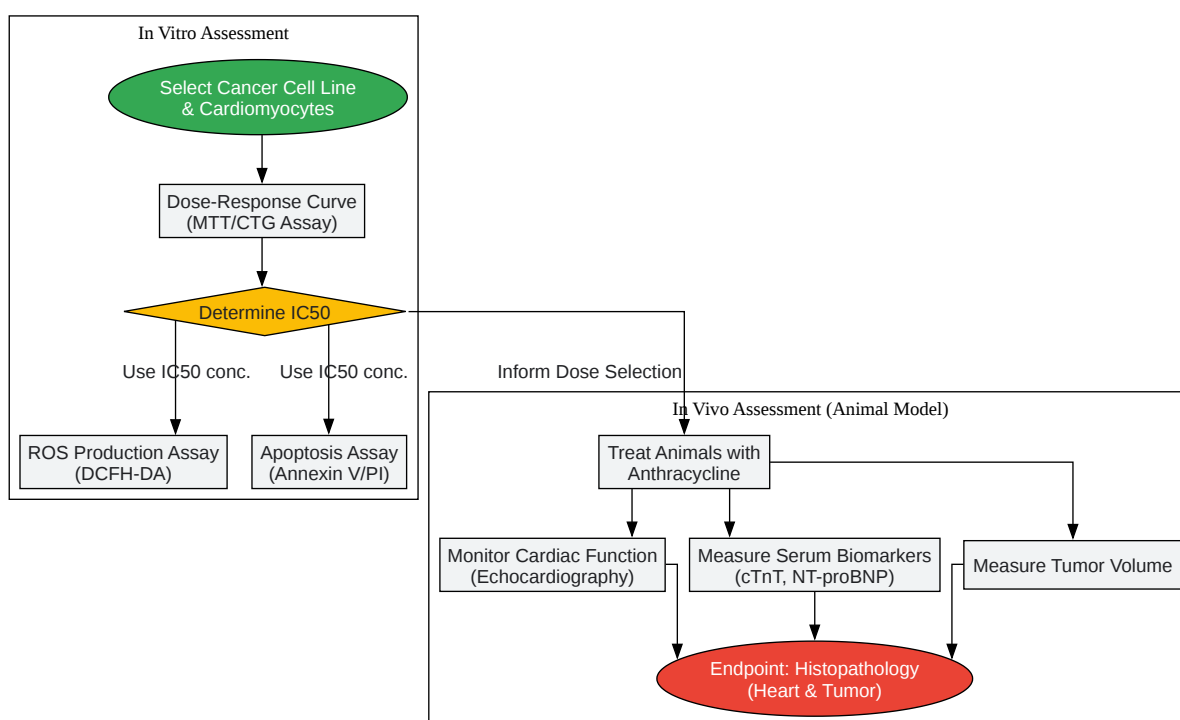 In Vitro Assessment
Select Cancer Cell Line
& Cardiomyocytes
Dose-Response Curve
(MTT/CTG Assay)
Determine IC50
Use IC50 conc.
Use IC50 conc.
Inform Dose Selection
ROS Production Assay
(DCFH-DA)
Apoptosis Assay
(Annexin V/PI)
In Vivo Assessment (Animal Model)
Treat Animals with
Anthracycline
Monitor Cardiac Function
(Echocardiography)
Measure Serum Biomarkers
(cTnT, NT-proBNP)
Measure Tumor Volume
Endpoint: Histopathology
(Heart & Tumor)